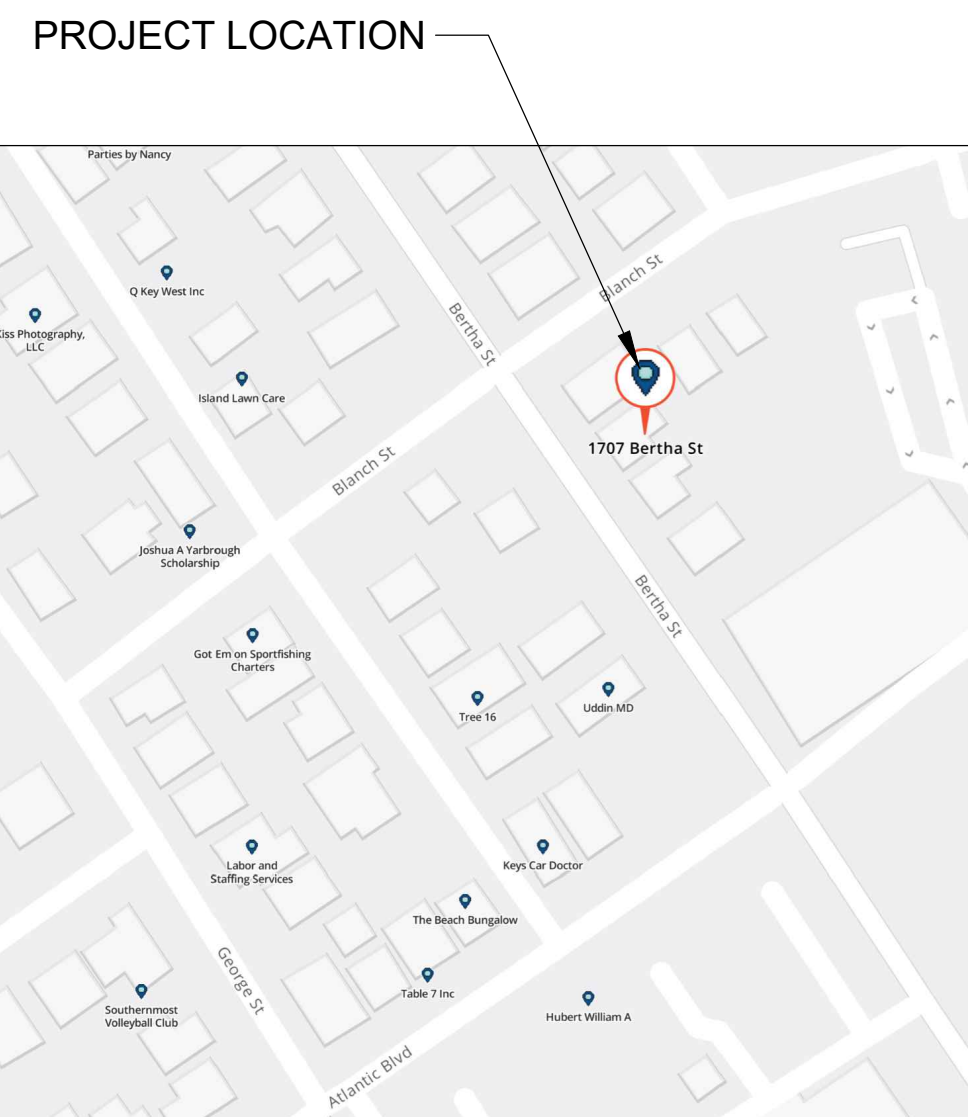 PROJECT LOCATION
Parties by Nancy
Blanch St
Q Key West Inc
Bertha St
Kiss Photography,
LLC
Island Lawn Care
1707 Bertha St
Blanch St
Joshua A Yarbrough
Scholarship
Bertha St
Got Em on Sportfishing
Charters
Tree 16
Uddin MD
Labor and
Staffing Services
Keys Car Doctor
The Beach Bungalow
George St
Table 7 Inc
Southernmost
Volleyball Club
Hubert William A
Atlantic Blvd